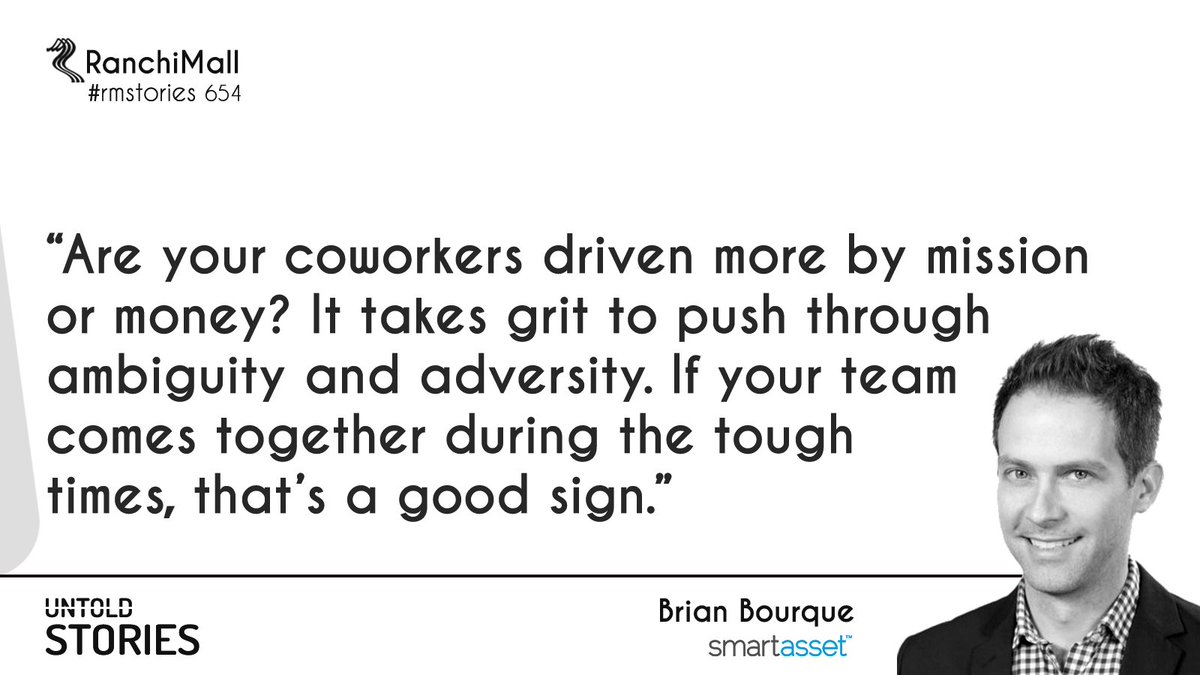 RanchiMall
#rmstories 654
“Are your coworkers driven more by mission
or money? It takes grit to push through
ambiguity and adversity. If your team
comes together during the tough
times, that’s a good sign.”
UNTOLD
STORIES
Brian Bourque
smartasset™